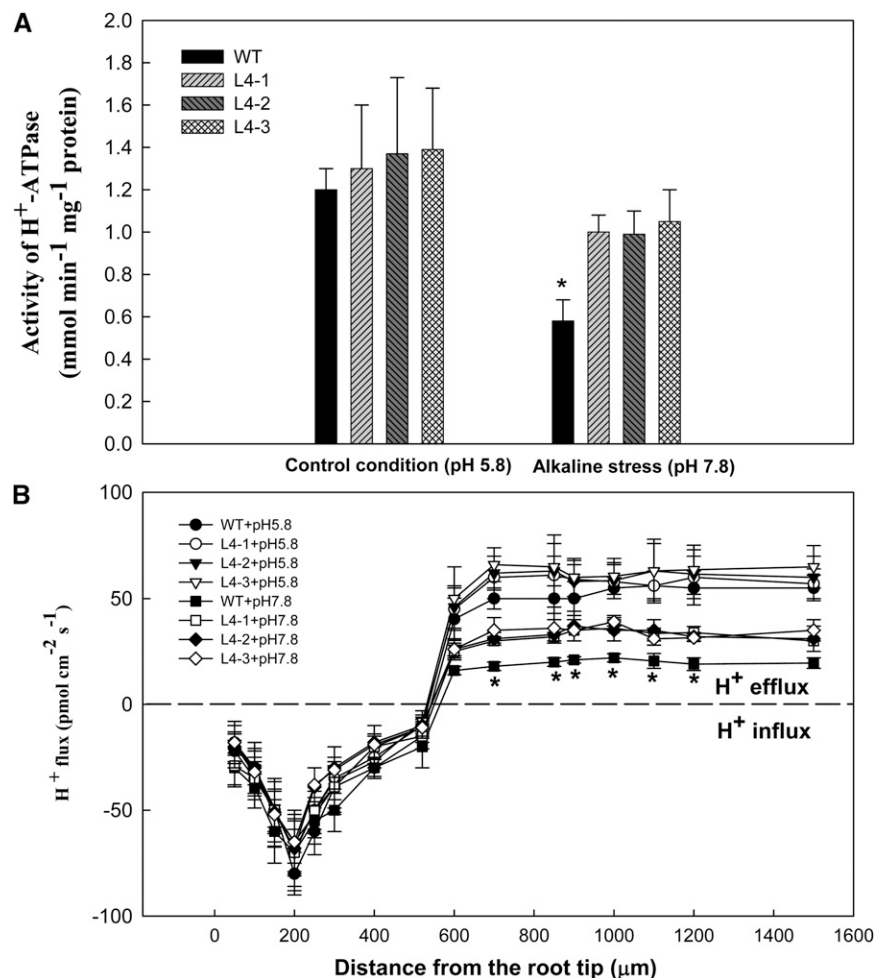 A
Activity of H⁺-ATPase
(mmol min⁻¹ mg⁻¹ protein)
2.0
1.8
1.6
1.4
1.2
1.0
0.8
0.6
0.4
0.2
0.0
WT
L4-1
L4-2
L4-3
*
Control condition (pH 5.8)
Alkaline stress (pH 7.8)
B
H⁺ flux (pmol cm⁻² s⁻¹)
100
50
0
-50
-100
WT+pH5.8
L4-1+pH5.8
L4-2+pH5.8
L4-3+pH5.8
WT+pH7.8
L4-1+pH7.8
L4-2+pH7.8
L4-3+pH7.8
* * * * * *
H⁺ efflux
H⁺ influx
0 200 400 600 800 1000 1200 1400 1600
Distance from the root tip (μm)